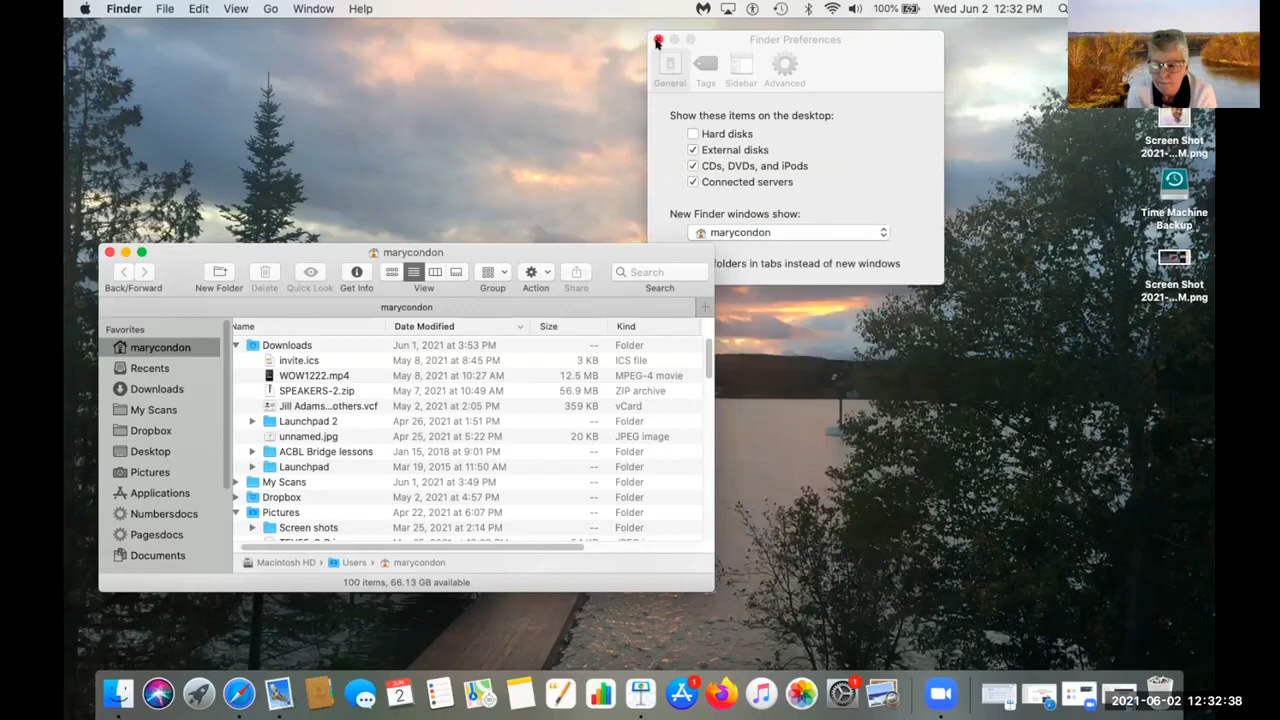 Finder File Edit View Go Window Help 100% Wed Jun 2 12:32 PM
Finder Preferences
General Tags Sidebar Advanced
Show these items on the desktop:
Hard disks
External disks
CDs, DVDs, and iPods
Connected servers
New Finder windows show:
marycondon
folders in tabs instead of new windows
Screen Shot
2021-...M.png
Time Machine
Backup
Screen Shot
2021-...M.png
marycondon
Search
Back/Forward New Folder Delete Quick Look Get Info View Group Action Share Search
marycondon
Favorites
marycondon
Recents
Downloads
My Scans
Dropbox
Desktop
Pictures
Applications
Numbersdocs
Pagesdocs
Documents
Name Date Modified Size Kind
Downloads Jun 1, 2021 at 3:53 PM -- Folder
invite.ics May 8, 2021 at 8:45 PM 3 KB ICS file
WOW1222.mp4 May 8, 2021 at 10:27 AM 12.5 MB MPEG-4 movie
SPEAKERS-2.zip May 7, 2021 at 10:49 AM 56.9 MB ZIP archive
Jill Adams...others.vcf May 2, 2021 at 2:05 PM 359 KB vCard
Launchpad 2 Apr 26, 2021 at 1:51 PM -- Folder
unnamed.jpg Apr 25, 2021 at 5:22 PM 20 KB JPEG image
ACBL Bridge lessons Jan 15, 2018 at 9:01 PM -- Folder
Launchpad Mar 19, 2015 at 11:50 AM -- Folder
My Scans Jun 1, 2021 at 3:49 PM -- Folder
Dropbox May 2, 2021 at 4:57 PM -- Folder
Pictures Apr 22, 2021 at 6:07 PM -- Folder
Screen shots Mar 25, 2021 at 2:14 PM -- Folder
Macintosh HD › Users › marycondon
100 items, 66.13 GB available
JUN
2
1
1
2021-06-02 12:32:38